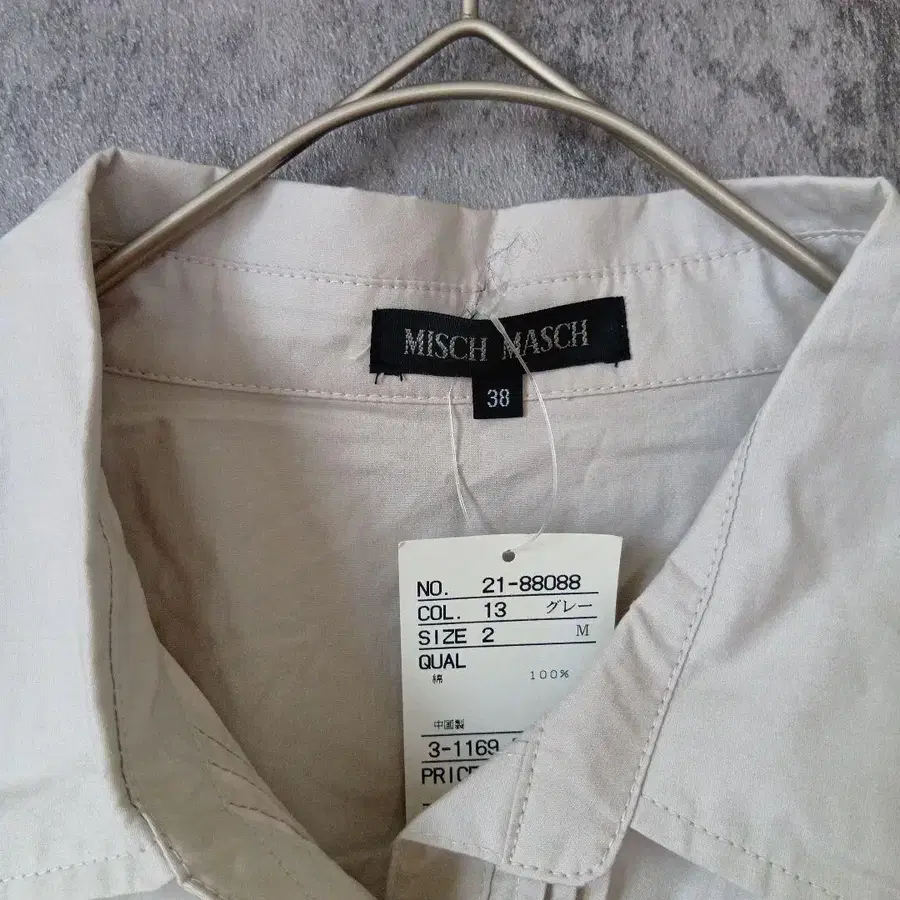 MISCH MASCH
38
NO. 21-88088
COL. 13 グレー
SIZE 2 M
QUAL
綿 100%
中国製
3-1169
PRICE